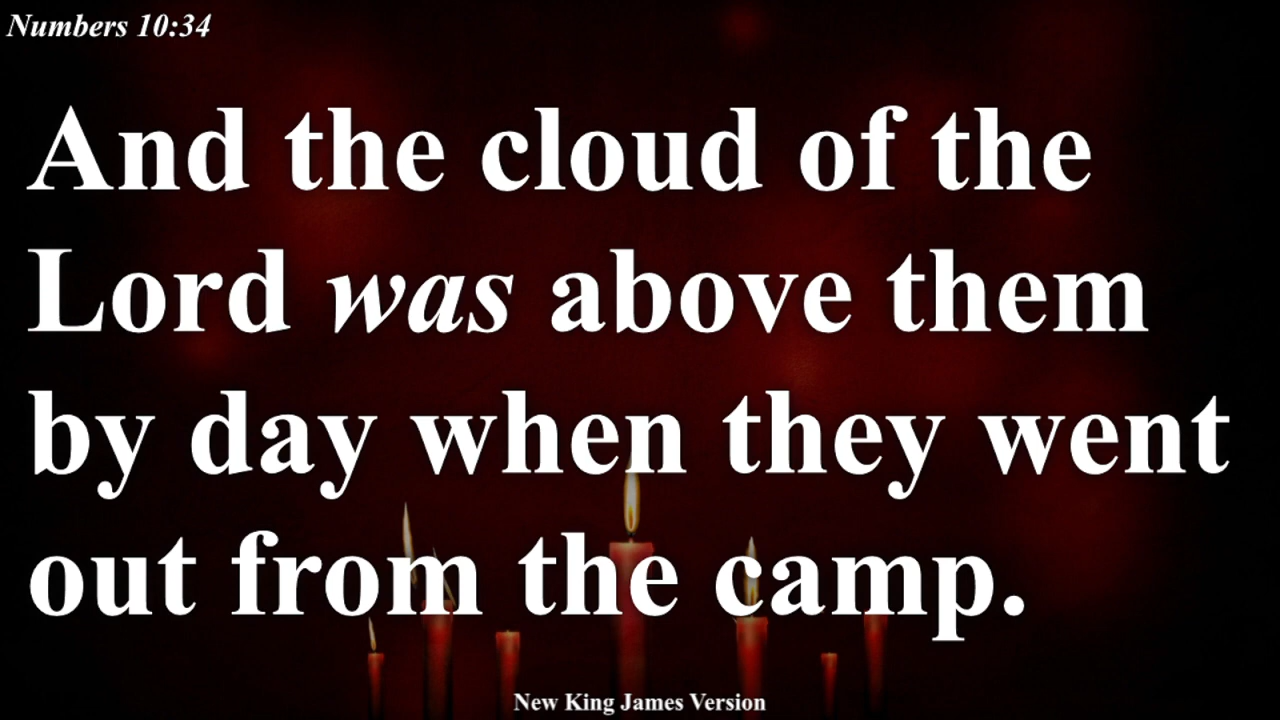 Numbers 10:34
And the cloud of the
Lord was above them
by day when they went
out from the camp.
New King James Version